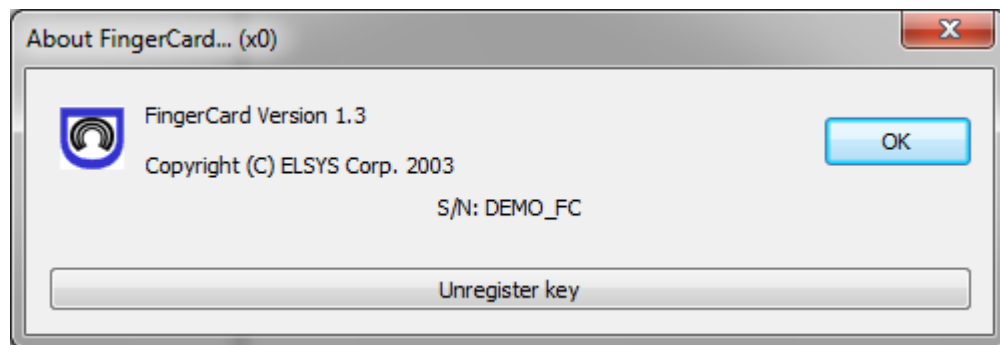 About FingerCard... (x0)
FingerCard Version 1.3
OK
Copyright (C) ELSYS Corp. 2003
S/N: DEMO_FC
Unregister key